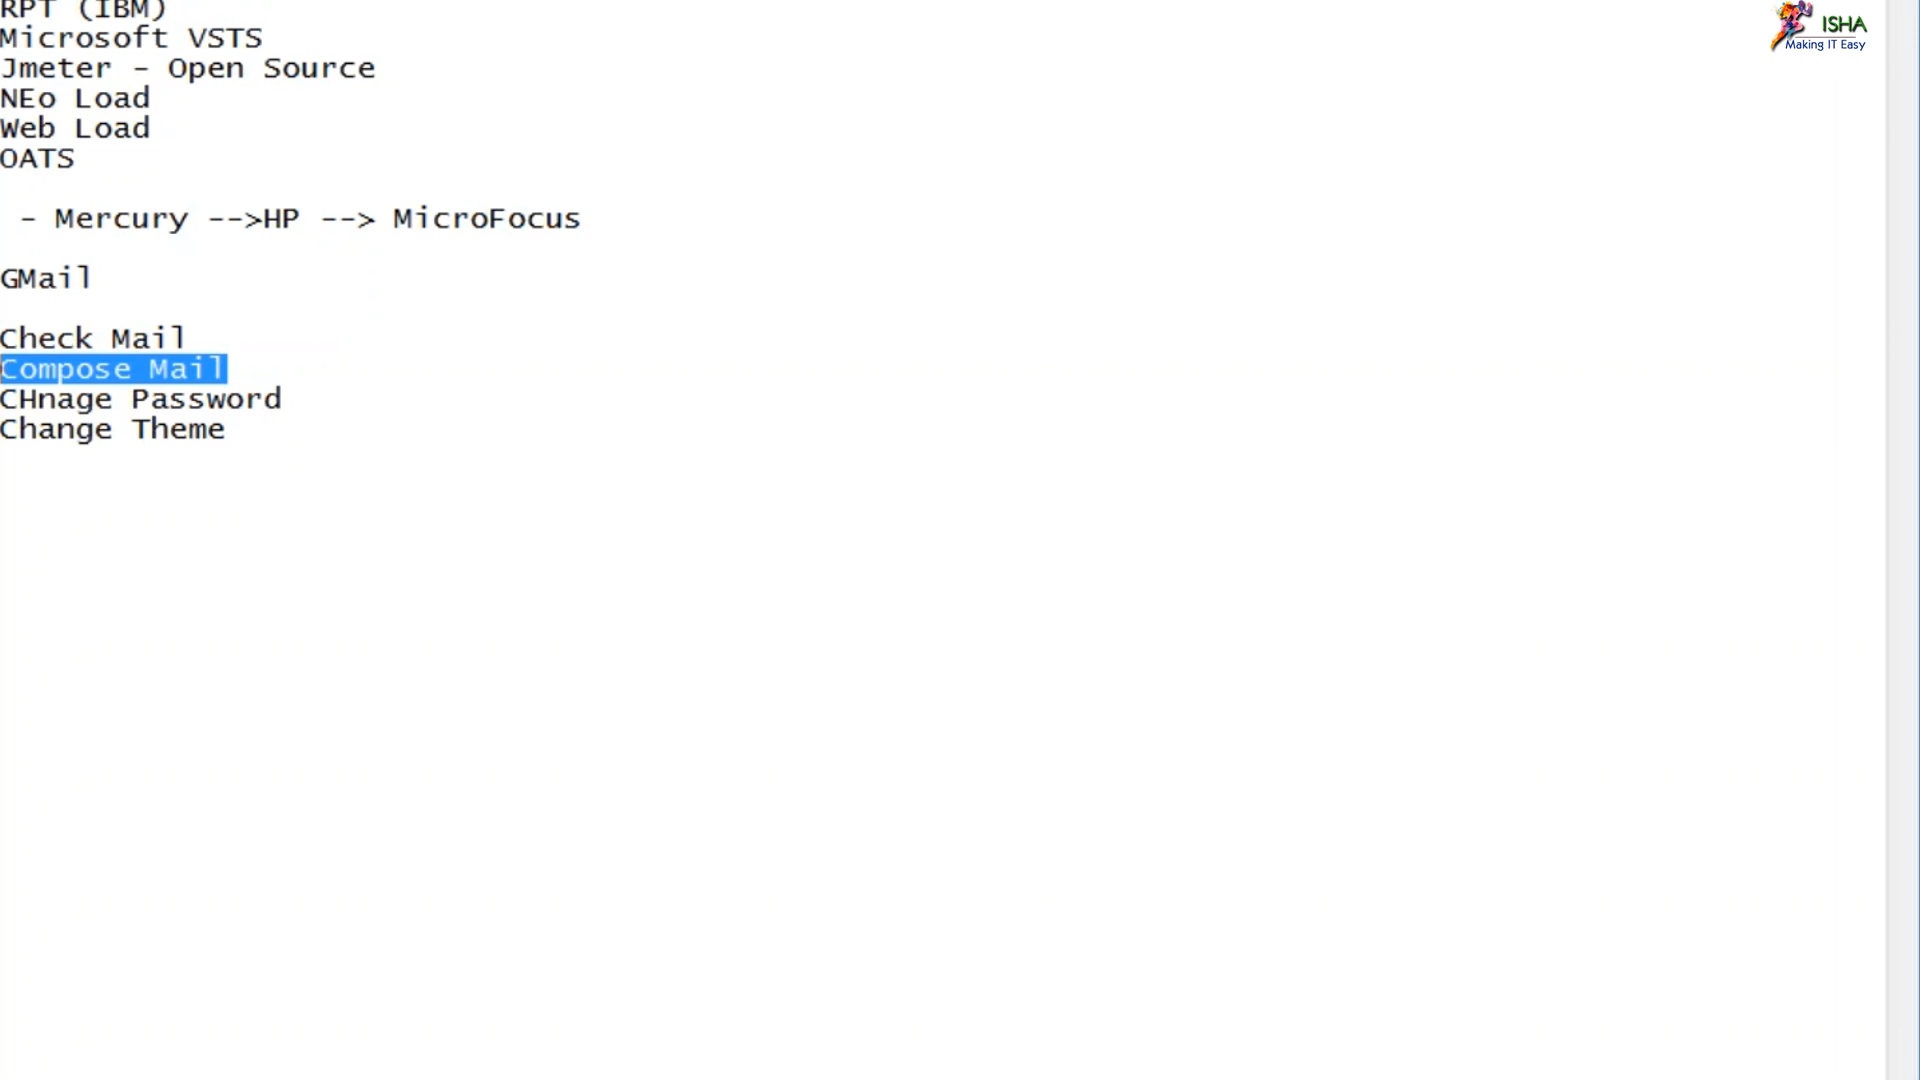 RPT (IBM)
Microsoft VSTS
Jmeter - Open Source
NEo Load
Web Load
OATS
- Mercury -->HP --> MicroFocus
GMail
Check Mail
Compose Mail
CHnage Password
Change Theme
ISHA
Making IT Easy